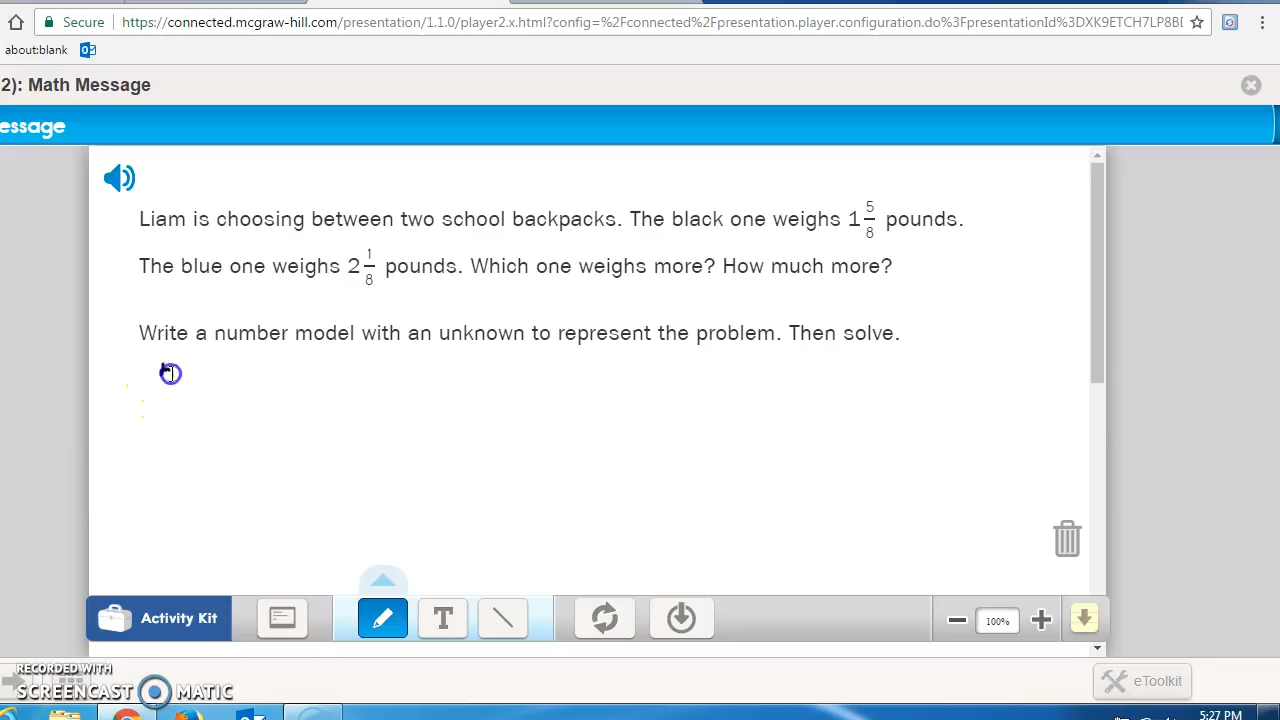 Secure https://connected.mcgraw-hill.com/presentation/1.1.0/player2.x.html?config=%2Fconnected%2Fpresentation.player.configuration.do%3FpresentationId%3DXK9ETCH7LP8BD
about:blank
2): Math Message
essage
Liam is choosing between two school backpacks. The black one weighs 1 5/8 pounds.
The blue one weighs 2 1/8 pounds. Which one weighs more? How much more?
Write a number model with an unknown to represent the problem. Then solve.
Activity Kit T 100%
RECORDED WITH
SCREENCAST MATIC
eToolkit
5:27 PM